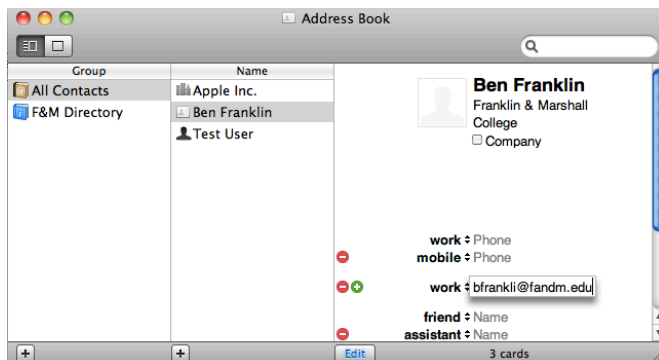 Address Book
Group
Name
All Contacts
F&M Directory
Apple Inc.
Ben Franklin
Test User
Ben Franklin
Franklin & Marshall
College
Company
work Phone
mobile Phone
work bfrankli@fandm.edu
friend Name
assistant Name
Edit
3 cards